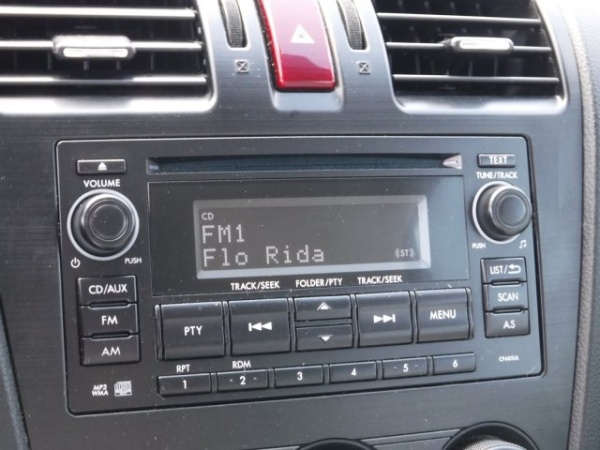 TEXT
VOLUME
TUNE/TRACK
CD
FM1
Flo Rida
(ST)
PUSH
PUSH
TRACK/SEEK FOLDER/PTY TRACK/SEEK
CD/AUX
LIST/
FM
PTY
MENU
SCAN
AM
A.S
RPT RDM
1 2 3 4 5 6
MP3
WMA